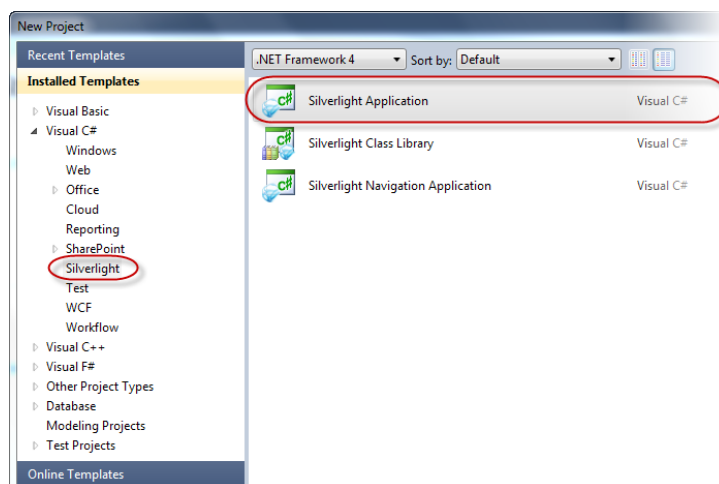 New Project
Recent Templates
Installed Templates
Visual Basic
Visual C#
Windows
Web
Office
Cloud
Reporting
SharePoint
Silverlight
Test
WCF
Workflow
Visual C++
Visual F#
Other Project Types
Database
Modeling Projects
Test Projects
Online Templates
.NET Framework 4 Sort by: Default
C# Silverlight Application Visual C#
C# Silverlight Class Library Visual C#
C# Silverlight Navigation Application Visual C#